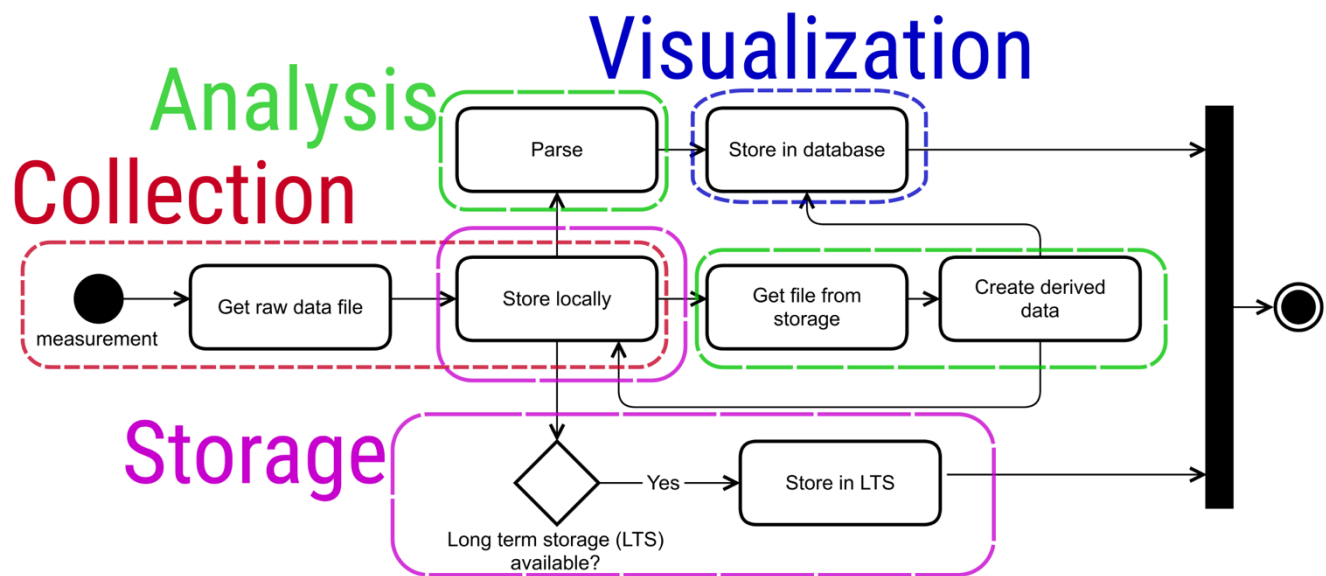 Visualization
Analysis
Parse
Store in database
Collection
Get raw data file
Store locally
Get file from
storage
Create derived
data
measurement
Storage
Yes
Store in LTS
Long term storage (LTS)
available?